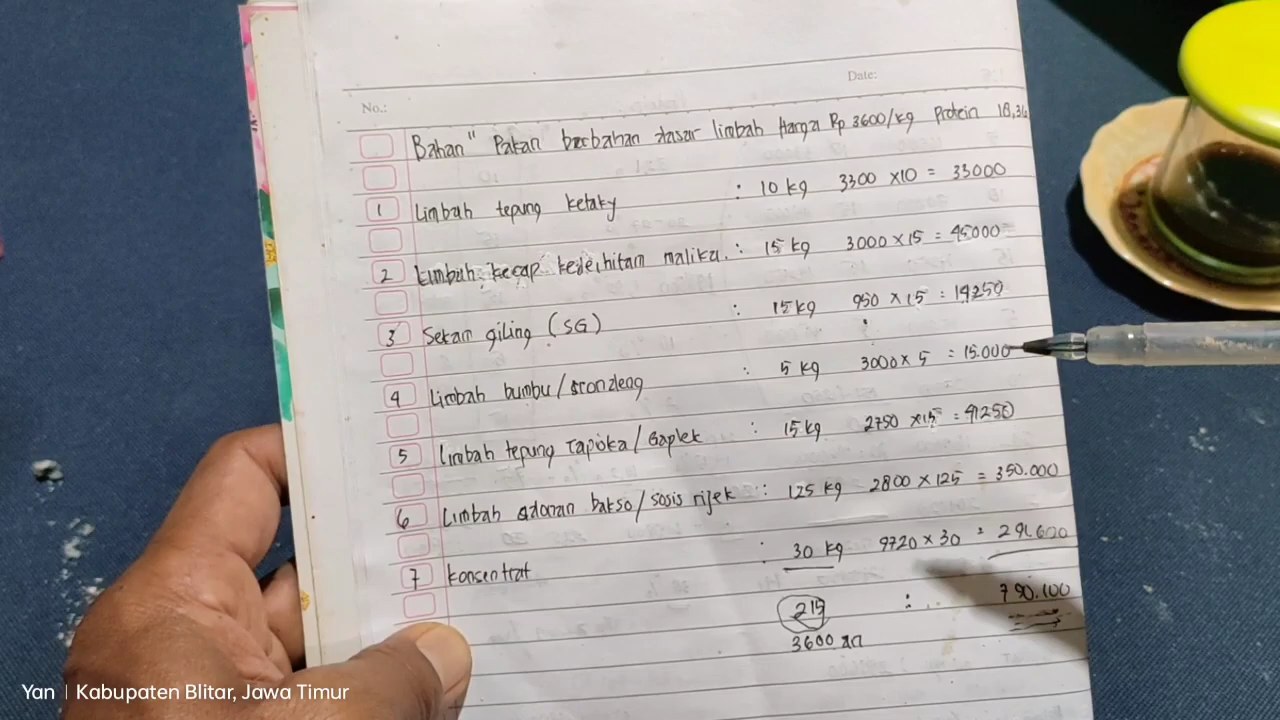 Date:
No.:
Bahan" Pakan berbahan dasar limbah Harga Rp 3600/kg Protein 18,36
1 Limbah tepung ketaky : 10 kg 3300 x10 = 33000
2 Limbah kecap kedelhitam malika. : 15 kg 3000 x 15 = 45000
3 Sekam giling (SG) : 15 kg 950 x 15 = 14250
4 Limbah bumbu / : 5 kg 3000 x 5 = 15.000
5 Limbah tepung Tapioka / Gaplek : 15 kg 2750 x 15 = 41250
6 Limbah adonan bakso / sosis rijek : 125 kg 2800 x 125 = 350.000
7 konsentrat : 30 kg 9720 x 30 = 291.600
215 : 790.100
3600 an
Yan | Kabupaten Blitar, Jawa Timur